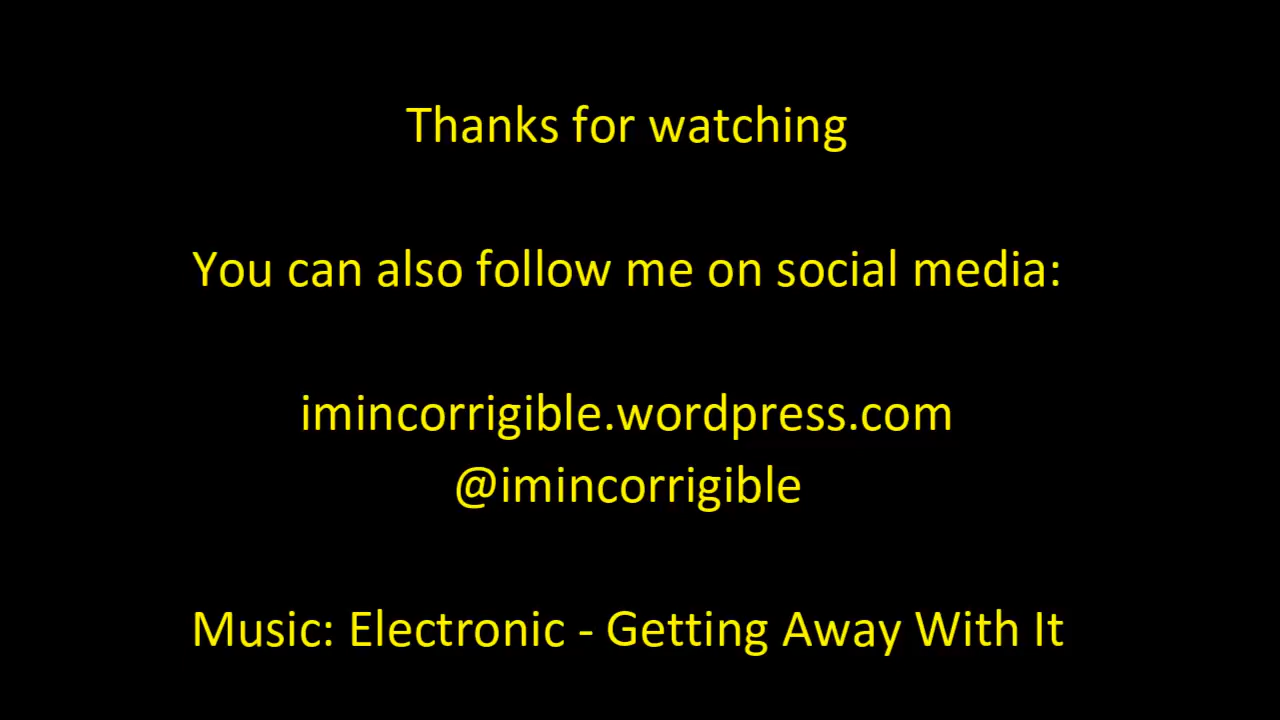 Thanks for watching
You can also follow me on social media:
imincorrigible.wordpress.com
@imincorrigible
Music: Electronic - Getting Away With It